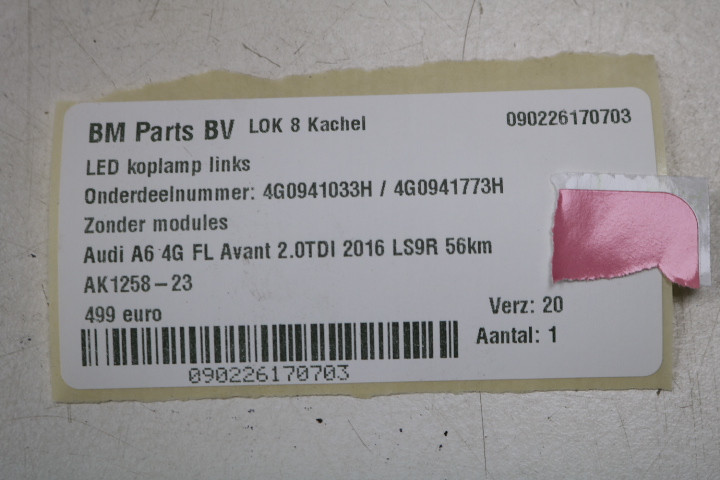 BM Parts BV LOK 8 Kachel 090226170703
LED koplamp links
Onderdeelnummer: 4G0941033H / 4G0941773H
Zonder modules
Audi A6 4G FL Avant 2.0TDI 2016 LS9R 56km
AK1258-23
499 euro
Verz: 20
Aantal: 1
090226170703